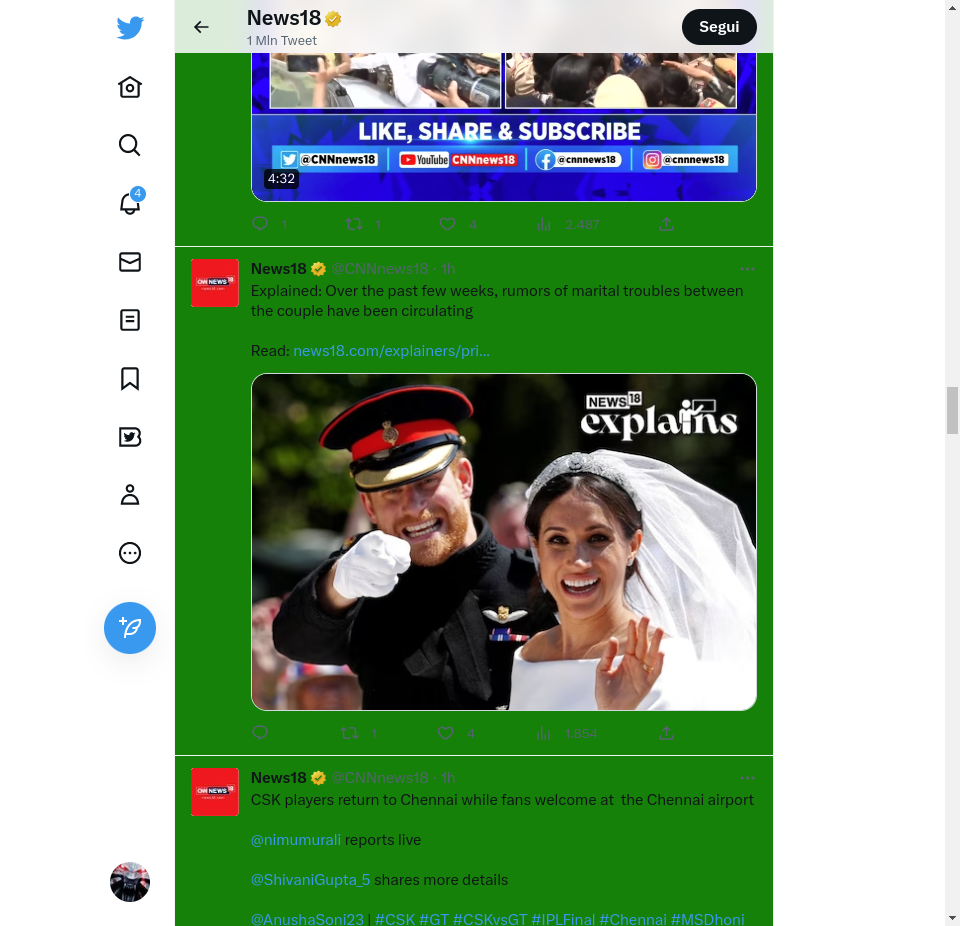 News18
1 Mln Tweet
Segui
4
LIKE, SHARE & SUBSCRIBE
@CNNnews18 YouTube CNNnews18 @cnnnews18 @cnnnews18
4:32
1 1 4 2.487
News18 @CNNnews18 · 1h
Explained: Over the past few weeks, rumors of marital troubles between
the couple have been circulating
Read: news18.com/explainers/pri...
NEWS18
explains
1 4 1.854
News18 @CNNnews18 · 1h
CSK players return to Chennai while fans welcome at the Chennai airport
@nimumurali reports live
@ShivaniGupta_5 shares more details
@AnushaSoni23 | #CSK #GT #CSKvsGT #IPLFinal #Chennai #MSDhoni